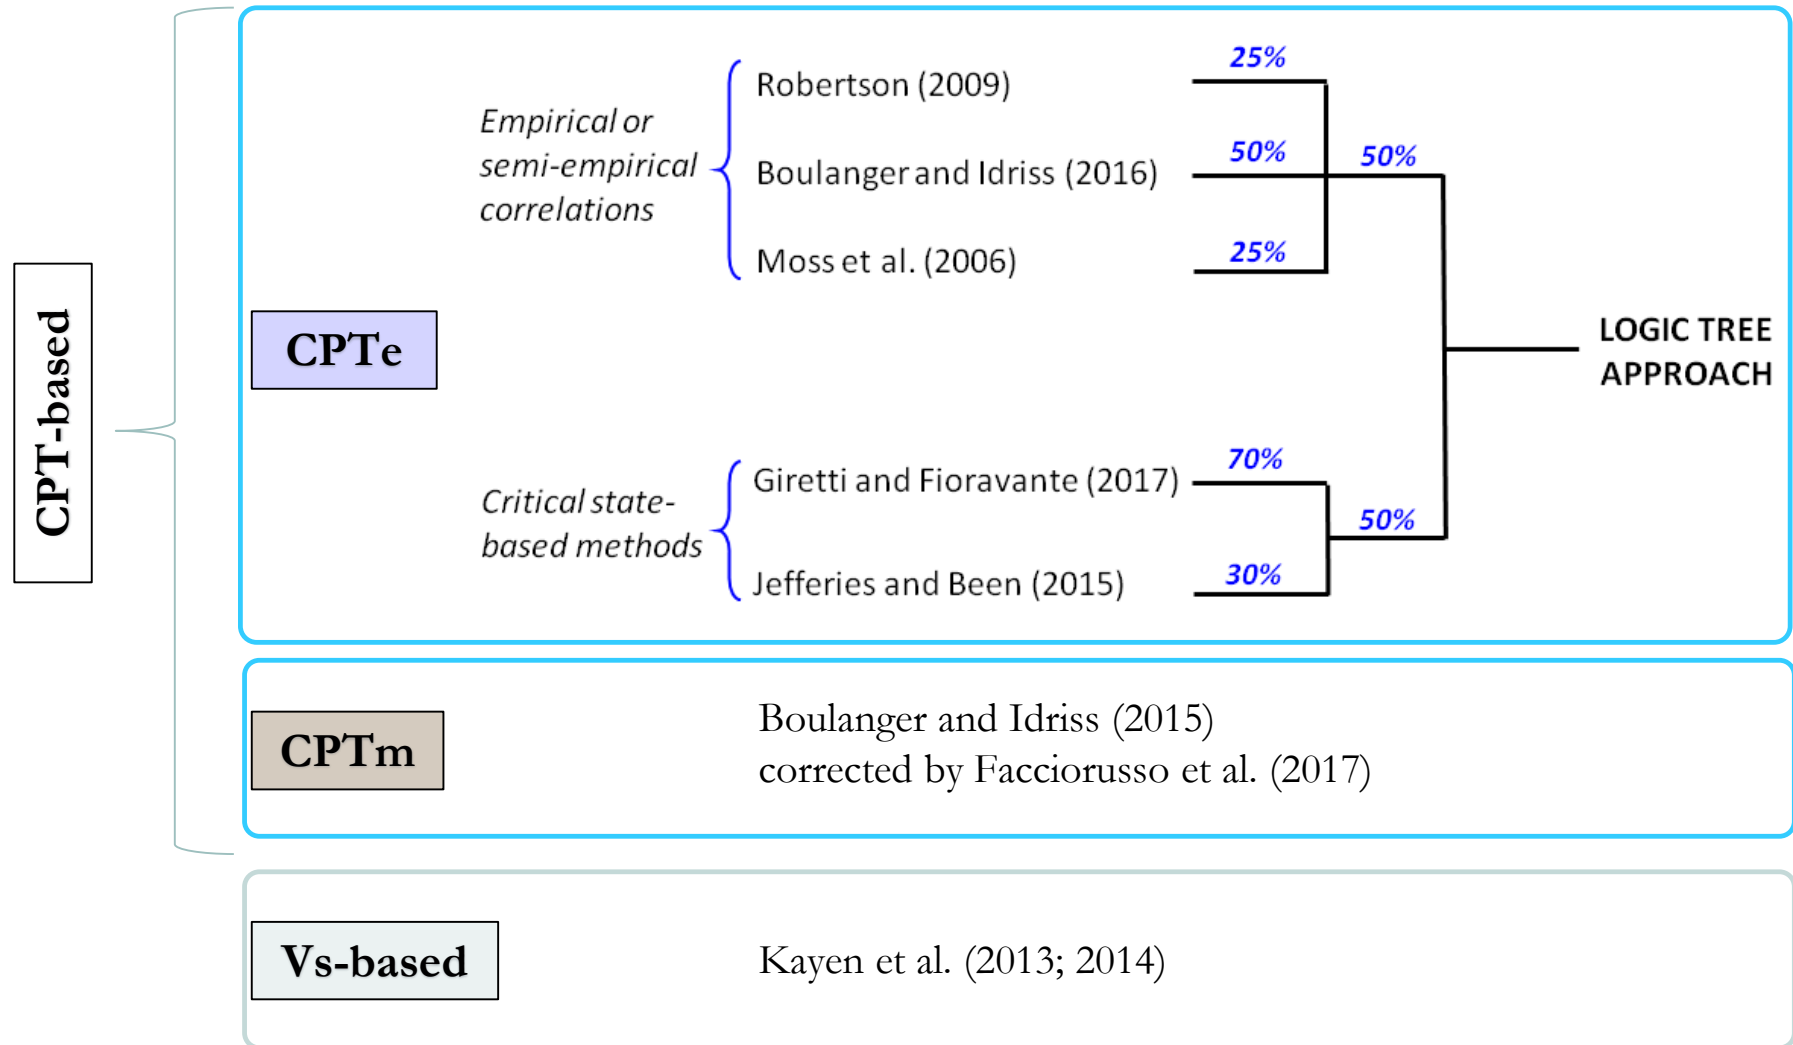 CPT-based
CPTe
Empirical or
semi-empirical
correlations
Robertson (2009)
25%
Boulanger and Idriss (2016)
50%
50%
Moss et al. (2006)
25%
LOGIC TREE
APPROACH
Critical state-
based methods
Giretti and Fioravante (2017)
70%
50%
Jefferies and Been (2015)
30%
CPTm
Boulanger and Idriss (2015)
corrected by Facciorusso et al. (2017)
Vs-based
Kayen et al. (2013; 2014)